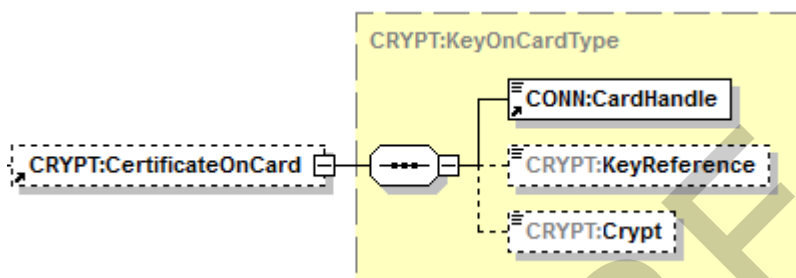 CRYPT:KeyOnCardType
CONN:CardHandle
CRYPT:CertificateOnCard
CRYPT:KeyReference
CRYPT:Crypt